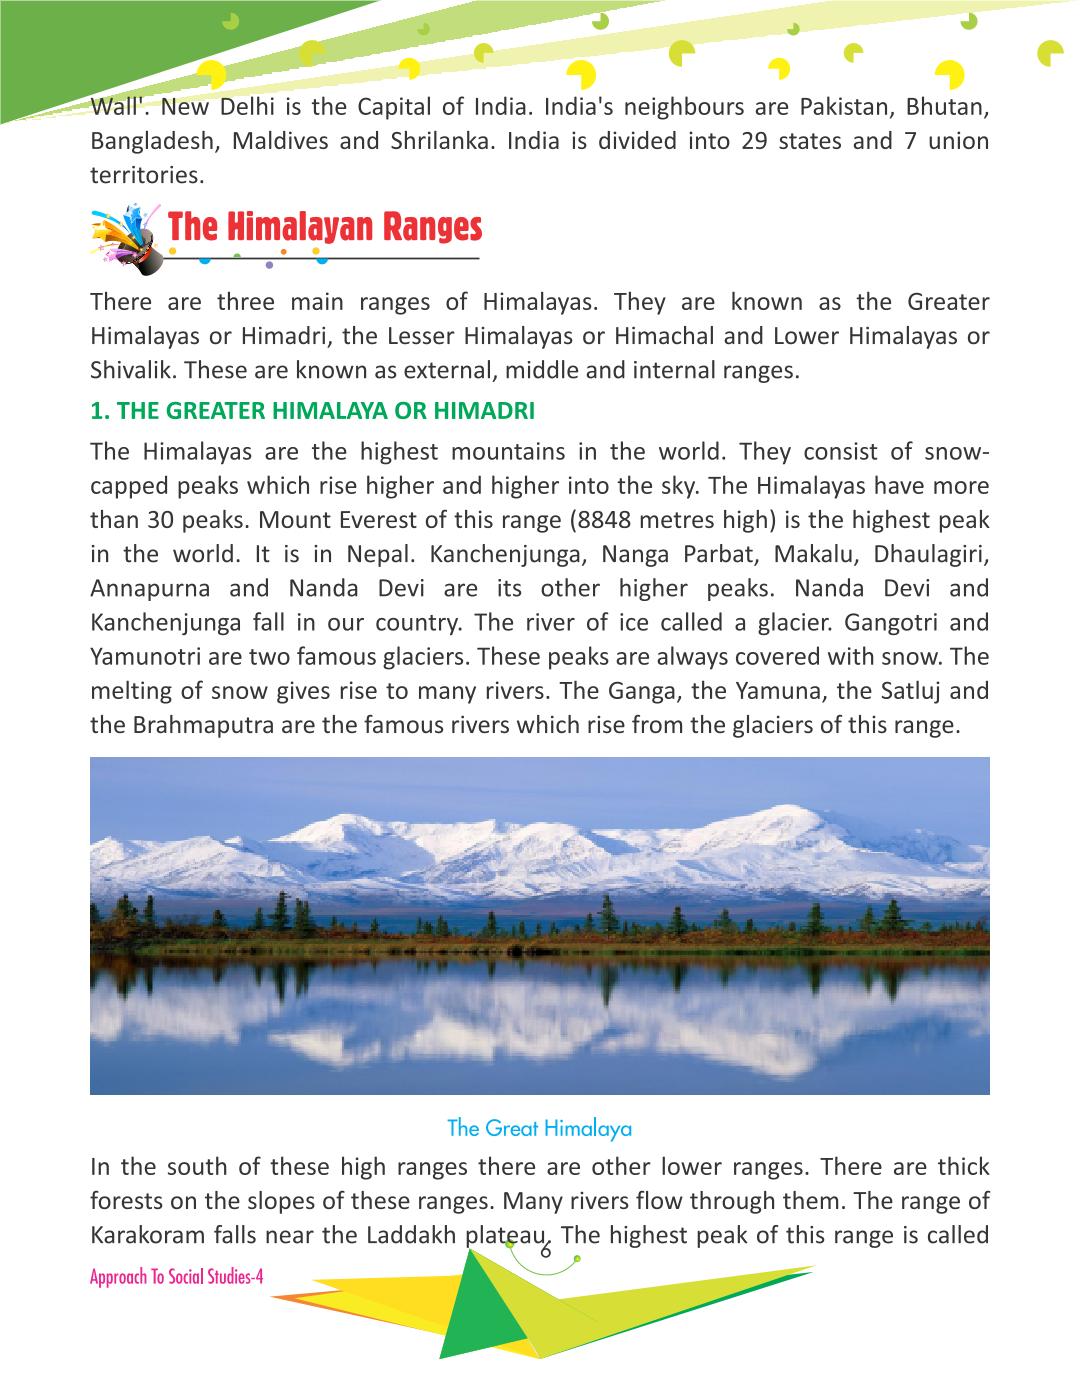 Wall'. New Delhi is the Capital of India. India's neighbours are Pakistan, Bhutan,
Bangladesh, Maldives and Shrilanka. India is divided into 29 states and 7 union
territories.
The Himalayan Ranges
There are three main ranges of Himalayas. They are known as the Greater
Himalayas or Himadri, the Lesser Himalayas or Himachal and Lower Himalayas or
Shivalik. These are known as external, middle and internal ranges.
1. THE GREATER HIMALAYA OR HIMADRI
The Himalayas are the highest mountains in the world. They consist of snow-
capped peaks which rise higher and higher into the sky. The Himalayas have more
than 30 peaks. Mount Everest of this range (8848 metres high) is the highest peak
in the world. It is in Nepal. Kanchenjunga, Nanga Parbat, Makalu, Dhaulagiri,
Annapurna and Nanda Devi are its other higher peaks. Nanda Devi and
Kanchenjunga fall in our country. The river of ice called a glacier. Gangotri and
Yamunotri are two famous glaciers. These peaks are always covered with snow. The
melting of snow gives rise to many rivers. The Ganga, the Yamuna, the Satluj and
the Brahmaputra are the famous rivers which rise from the glaciers of this range.
The Great Himalaya
In the south of these high ranges there are other lower ranges. There are thick
forests on the slopes of these ranges. Many rivers flow through them. The range of
Karakoram falls near the Laddakh plateau. The highest peak of this range is called
6
Approach To Social Studies-4